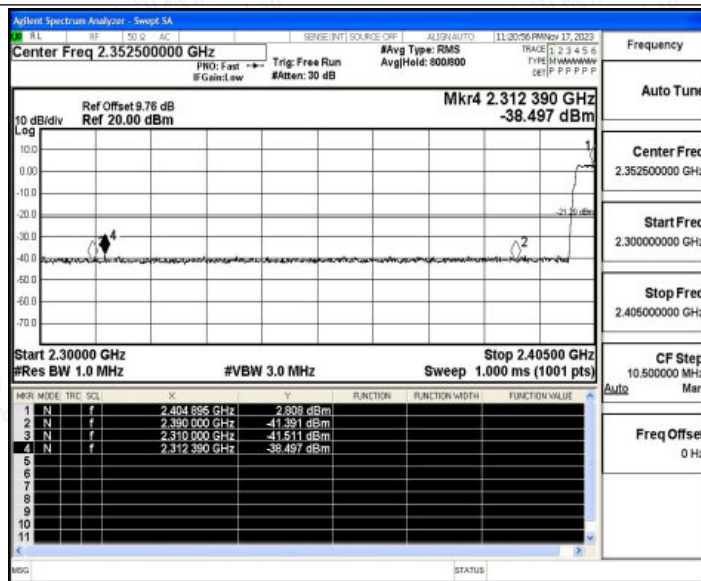 Agilent Spectrum Analyzer - Swept SA
RL RF 50 Ω AC SENSE:INT SOURCE OFF ALIGN AUTO 11:20:56 PM Nov 17, 2023
Center Freq 2.352500000 GHz
PNO: Fast
IFGain:Low
Trig: Free Run
#Atten: 30 dB
#Avg Type: RMS
Avg|Hold: 800/800
TRACE 1 2 3 4 5 6
TYPE M WWWWW
DET P P P P P P
Ref Offset 9.76 dB
10 dB/div Ref 20.00 dBm
Log
Mkr4 2.312 390 GHz
-38.497 dBm
10.0
0.00
-10.0
-20.0
-30.0
-40.0
-50.0
-60.0
-70.0
1
2
4
-21.20 dBm
Start 2.30000 GHz Stop 2.40500 GHz
#Res BW 1.0 MHz #VBW 3.0 MHz Sweep 1.000 ms (1001 pts)
MKR MODE TRC SCL X Y FUNCTION FUNCTION WIDTH FUNCTION VALUE
1 N f 2.404 895 GHz 2.808 dBm
2 N f 2.390 000 GHz -41.391 dBm
3 N f 2.310 000 GHz -41.511 dBm
4 N f 2.312 390 GHz -38.497 dBm
5
6
7
8
9
10
11
MSG STATUS
Frequency
Auto Tune
Center Freq
2.352500000 GHz
Start Freq
2.300000000 GHz
Stop Freq
2.405000000 GHz
CF Step
10.500000 MHz
Auto Man
Freq Offset
0 Hz